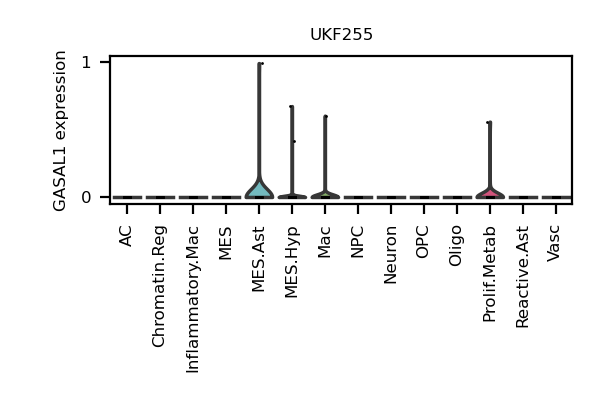 UKF255
GASAL1 expression
1
0
AC
Chromatin.Reg
Inflammatory.Mac
MES
MES.Ast
MES.Hyp
Mac
NPC
Neuron
OPC
Oligo
Prolif.Metab
Reactive.Ast
Vasc